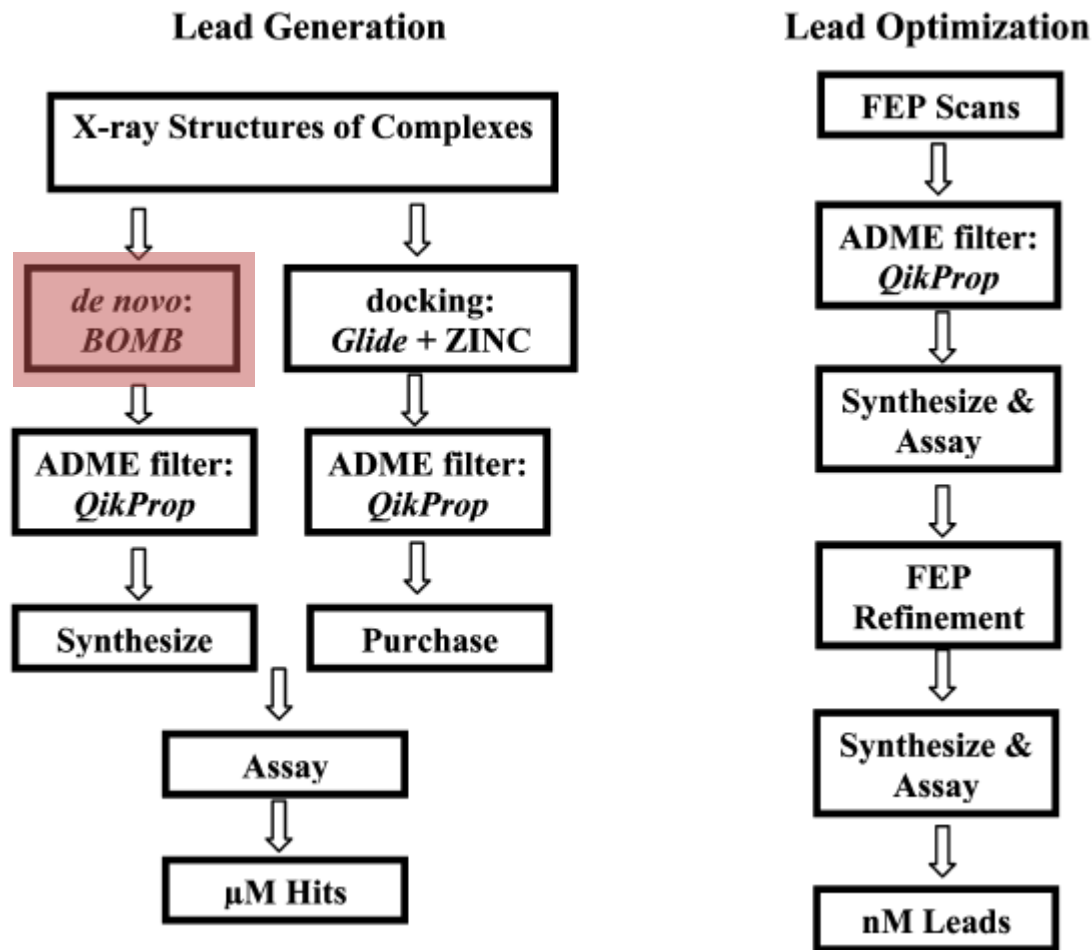 Lead Generation
X-ray Structures of Complexes
de novo:
BOMB
docking:
Glide + ZINC
ADME filter:
QikProp
ADME filter:
QikProp
Synthesize
Purchase
Assay
µM Hits
Lead Optimization
FEP Scans
ADME filter:
QikProp
Synthesize &
Assay
FEP
Refinement
Synthesize &
Assay
nM Leads